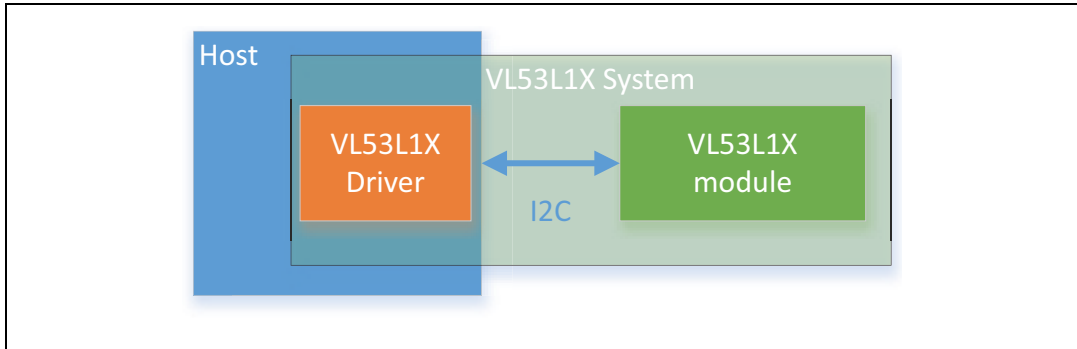 Host
VL53L1X System
VL53L1X
Driver
I2C
VL53L1X
module